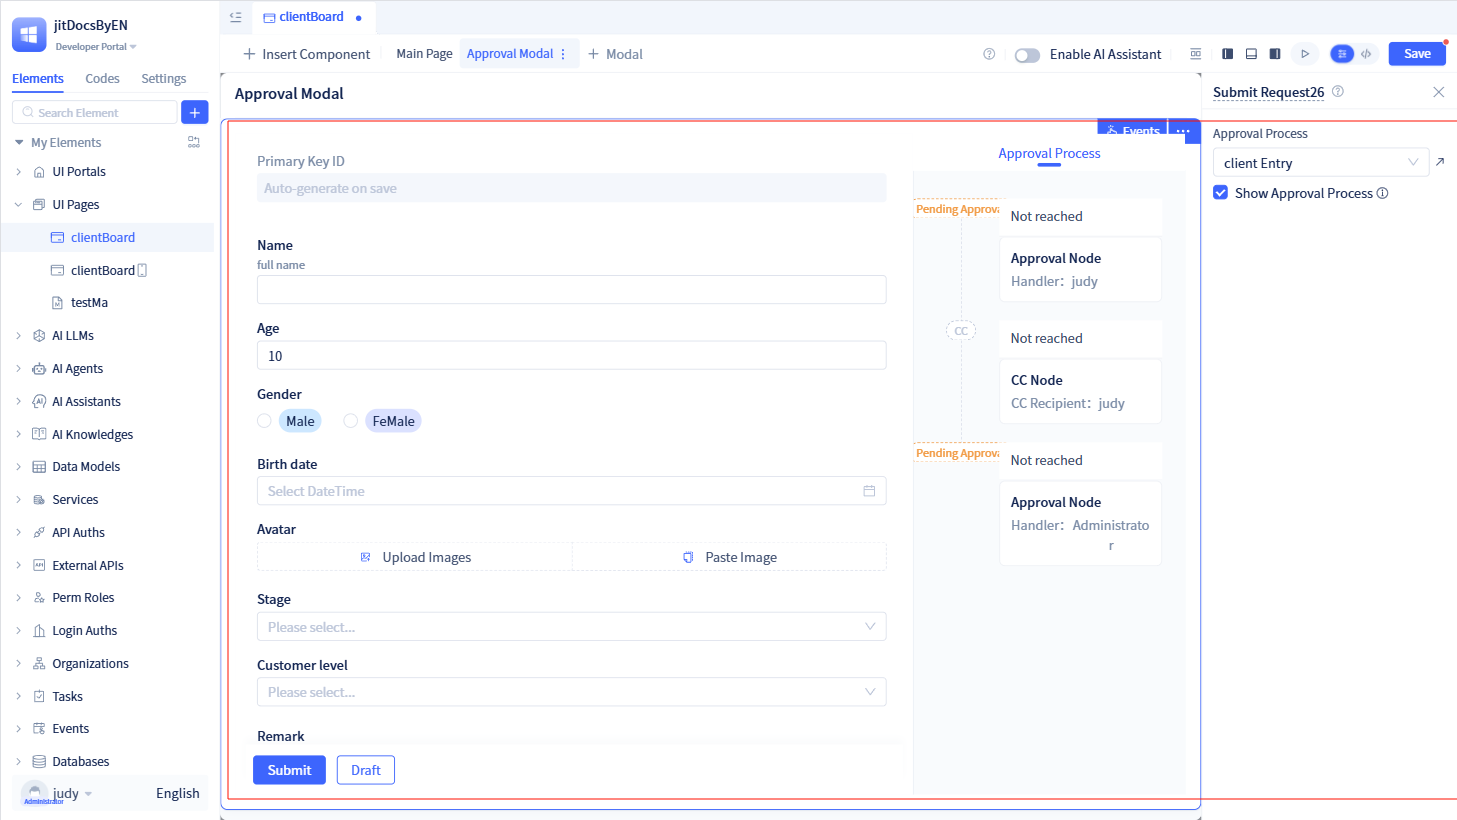 jitDocsByEN
Developer Portal
Elements
Codes
Settings
Search Element
My Elements
UI Portals
UI Pages
clientBoard
clientBoard
testMa
AI LLMs
AI Agents
AI Assistants
AI Knowledges
Data Models
Services
API Auths
External APIs
Perm Roles
Login Auths
Organizations
Tasks
Events
Databases
judy
Administrator
English
clientBoard
Insert Component
Main Page
Approval Modal
Modal
Enable AI Assistant
Save
Approval Modal
Events
Primary Key ID
Auto-generate on save
Name
full name
Age
10
Gender
Male
FeMale
Birth date
Select DateTime
Avatar
Upload Images
Paste Image
Stage
Please select...
Customer level
Please select...
Remark
Submit
Draft
Approval Process
Pending Approva
Not reached
Approval Node
Handler: judy
CC
Not reached
CC Node
CC Recipient: judy
Pending Approva
Not reached
Approval Node
Handler: Administrato
r
Submit Request26
Approval Process
client Entry
Show Approval Process